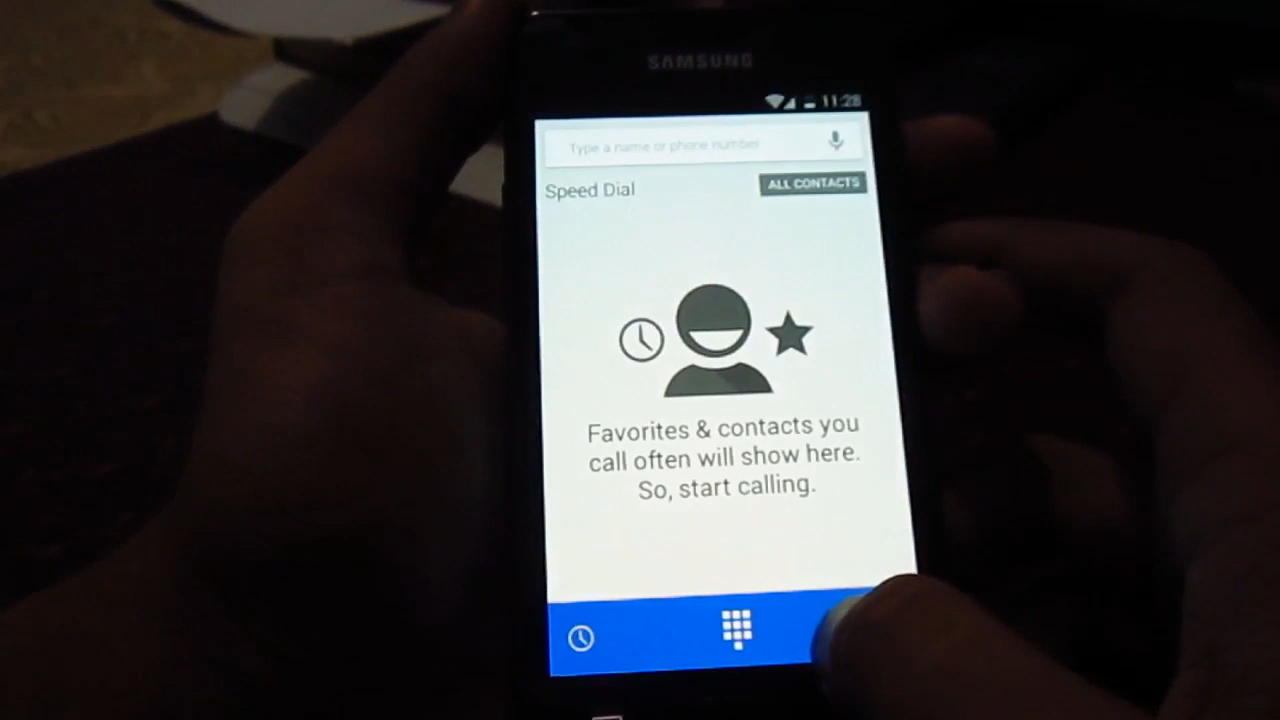 SAMSUNG
11:28
Type a name or phone number
Speed Dial
ALL CONTACTS
Favorites & contacts you
call often will show here.
So, start calling.